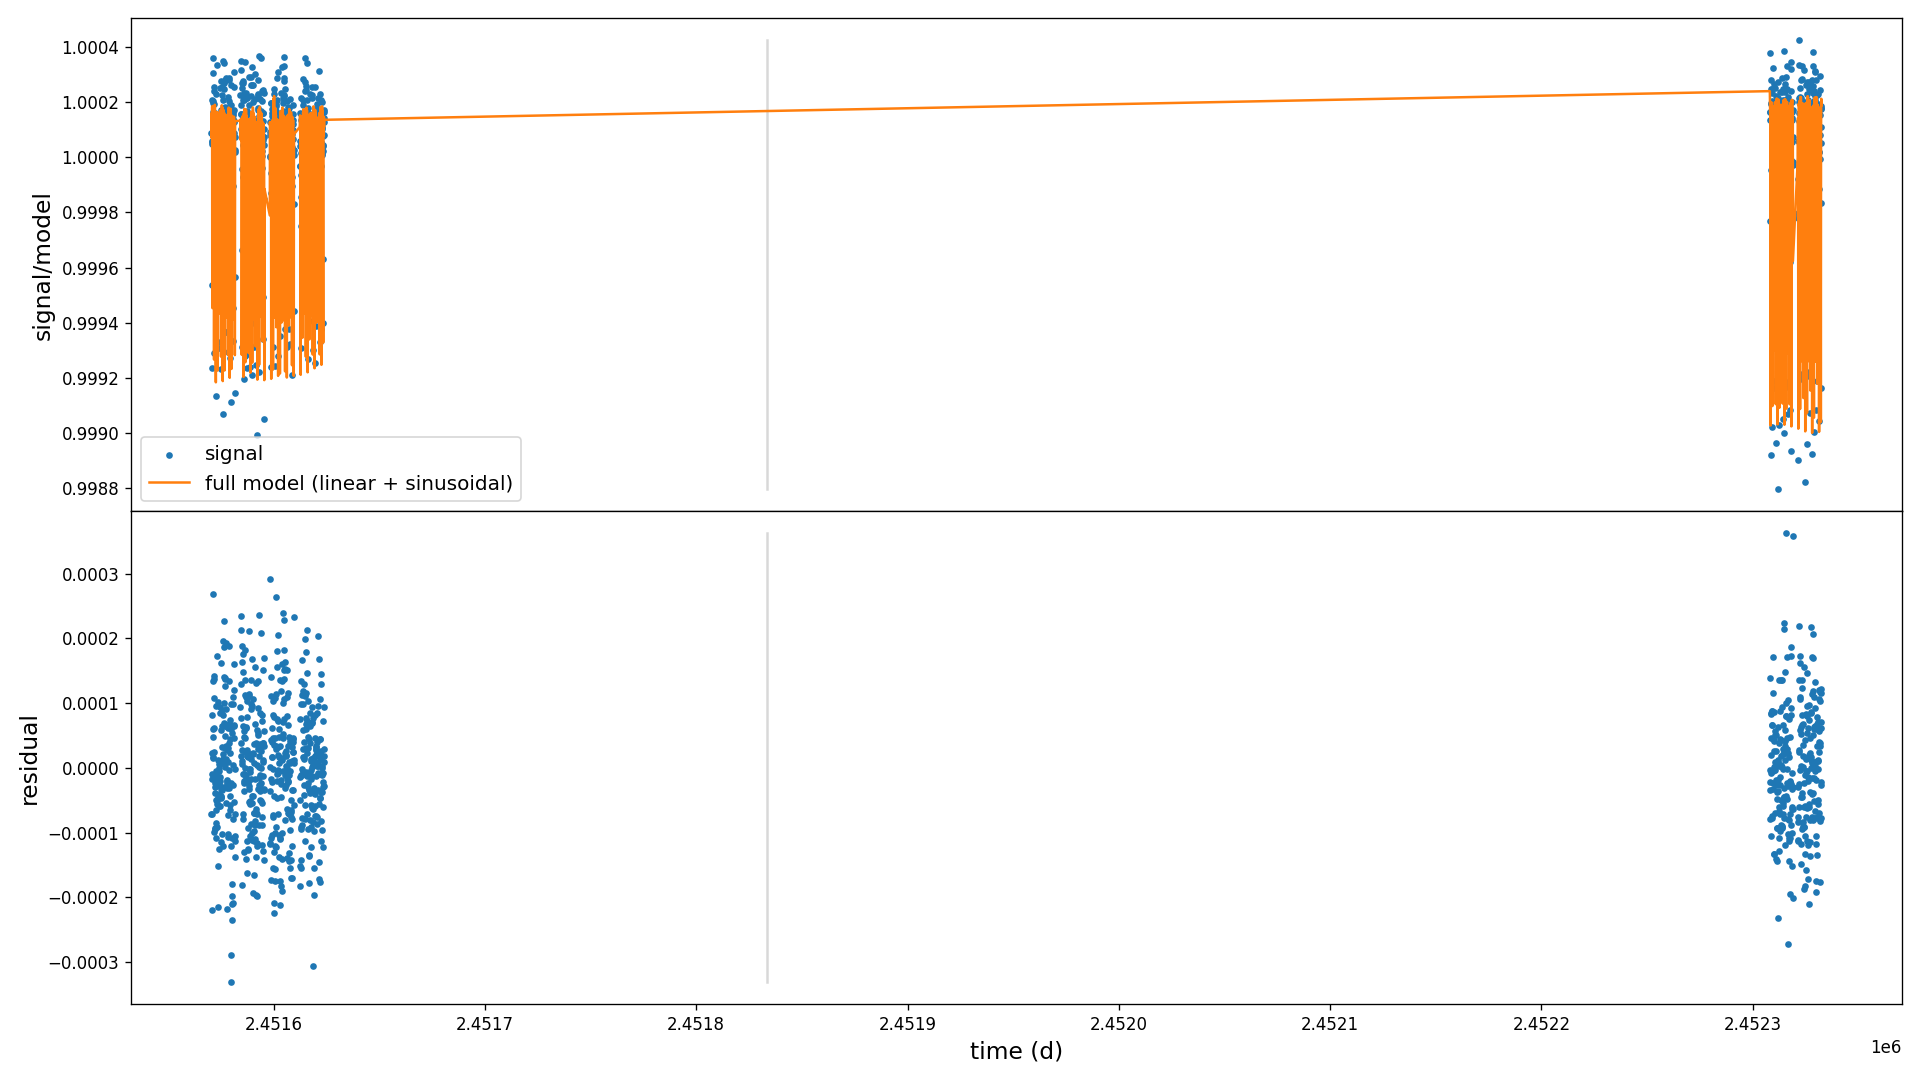 1.0004
1.0002
1.0000
0.9998
0.9996
0.9994
0.9992
0.9990
0.9988
signal/model
signal
full model (linear + sinusoidal)
0.0003
0.0002
0.0001
0.0000
−0.0001
−0.0002
−0.0003
residual
2.4516 2.4517 2.4518 2.4519 2.4520 2.4521 2.4522 2.4523
1e6
time (d)